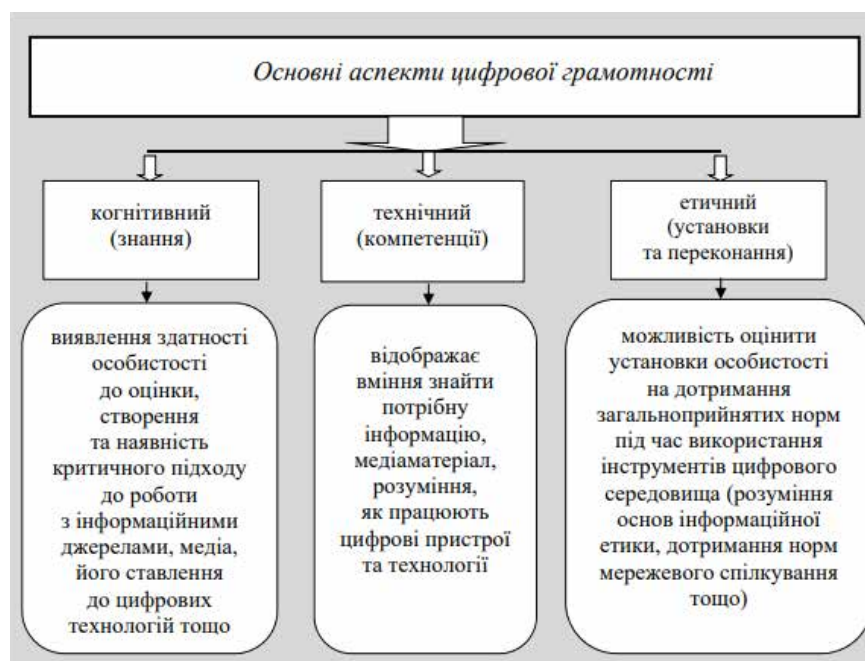 Основні аспекти цифрової грамотності
когнітивний
(знання)
технічний
(компетенції)
етичний
(установки
та переконання)
виявлення здатності
особистості
до оцінки,
створення
та наявність
критичного підходу
до роботи
з інформаційними
джерелами, медіа,
його ставлення
до цифрових
технологій тощо
відображає
вміння знайти
потрібну
інформацію,
медіаматеріал,
розуміння,
як працюють
цифрові пристрої
та технології
можливість оцінити
установки особистості
на дотримання
загальноприйнятих норм
під час використання
інструментів цифрового
середовища (розуміння
основ інформаційної
етики, дотримання норм
мережевого спілкування
тощо)